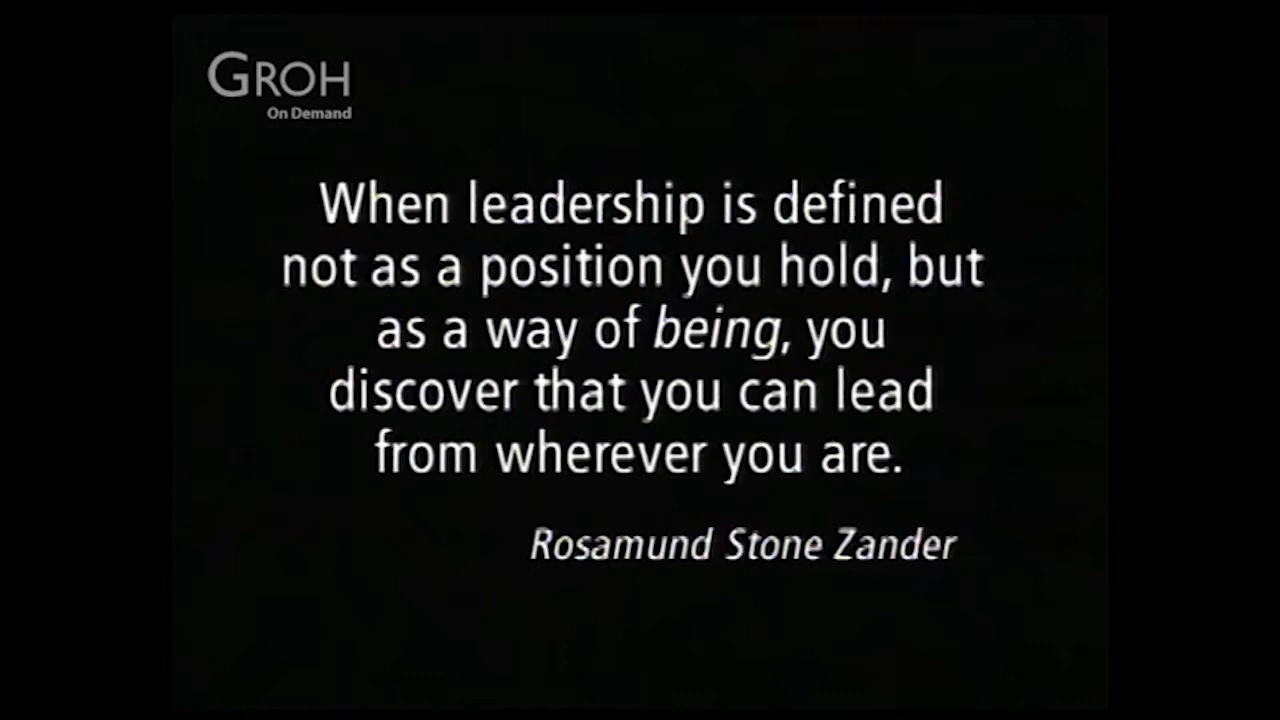 GROH
On Demand
When leadership is defined
not as a position you hold, but
as a way of being, you
discover that you can lead
from wherever you are.
Rosamund Stone Zander